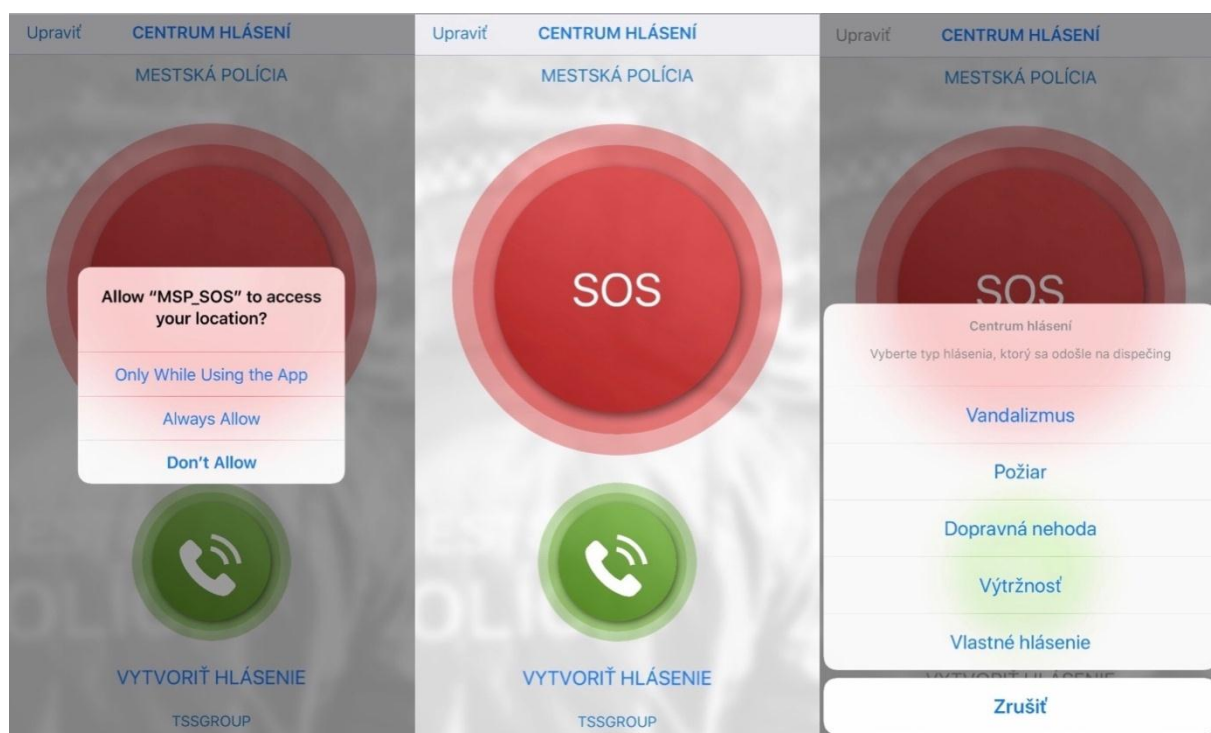 Upraviť CENTRUM HLÁSENÍ
MESTSKÁ POLÍCIA
Allow “MSP_SOS” to access
your location?
Only While Using the App
Always Allow
Don’t Allow
VYTVORIŤ HLÁSENIE
TSSGROUP
Upraviť CENTRUM HLÁSENÍ
MESTSKÁ POLÍCIA
SOS
VYTVORIŤ HLÁSENIE
TSSGROUP
Upraviť CENTRUM HLÁSENÍ
MESTSKÁ POLÍCIA
SOS
Centrum hlásení
Vyberte typ hlásenia, ktorý sa odošle na dispečing
Vandalizmus
Požiar
Dopravná nehoda
Výtržnosť
Vlastné hlásenie
VYTVORIŤ HLÁSENIE
Zrušiť